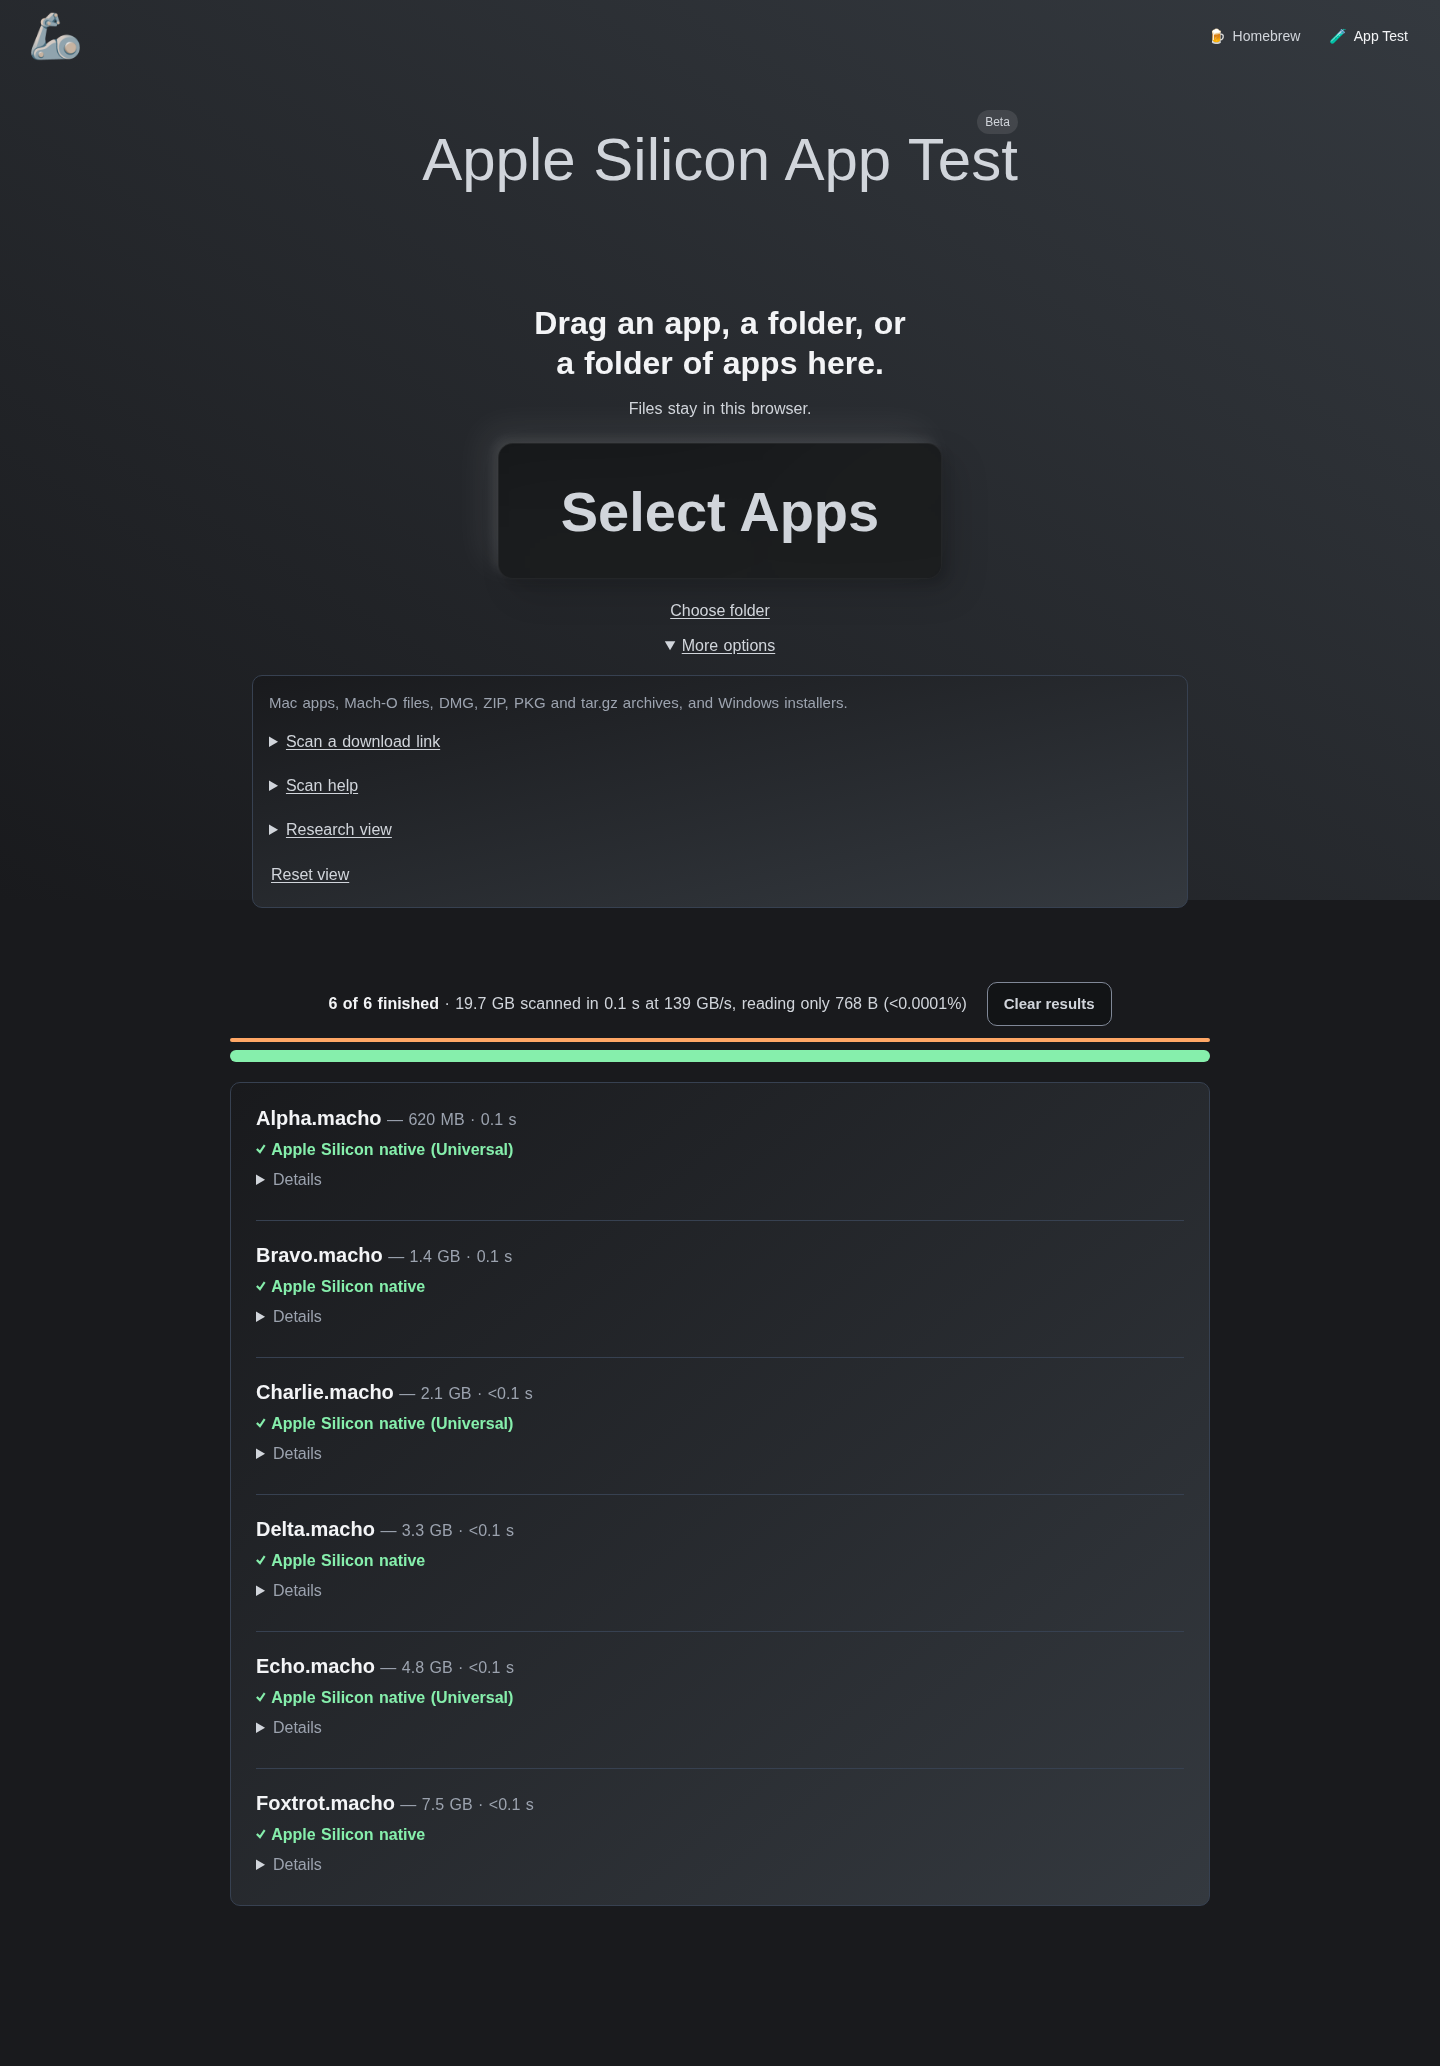 Homebrew
App Test
Beta
Apple Silicon App Test
Drag an app, a folder, or
a folder of apps here.
Files stay in this browser.
Select Apps
Choose folder
More options
Mac apps, Mach-O files, DMG, ZIP, PKG and tar.gz archives, and Windows installers.
Scan a download link
Scan help
Research view
Reset view
6 of 6 finished · 19.7 GB scanned in 0.1 s at 139 GB/s, reading only 768 B (<0.0001%)
Clear results
Alpha.macho — 620 MB · 0.1 s
✓ Apple Silicon native (Universal)
Details
Bravo.macho — 1.4 GB · 0.1 s
✓ Apple Silicon native
Details
Charlie.macho — 2.1 GB · <0.1 s
✓ Apple Silicon native (Universal)
Details
Delta.macho — 3.3 GB · <0.1 s
✓ Apple Silicon native
Details
Echo.macho — 4.8 GB · <0.1 s
✓ Apple Silicon native (Universal)
Details
Foxtrot.macho — 7.5 GB · <0.1 s
✓ Apple Silicon native
Details